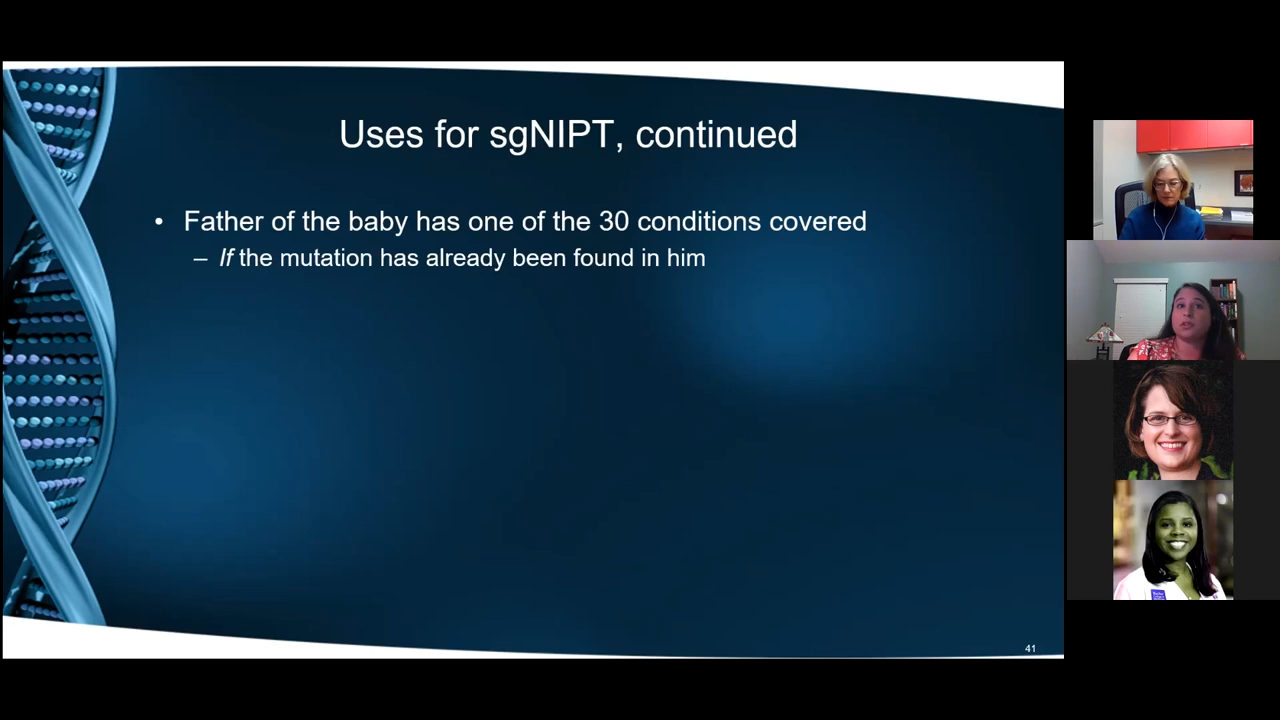 Uses for sgNIPT, continued
• Father of the baby has one of the 30 conditions covered
– If the mutation has already been found in him
41